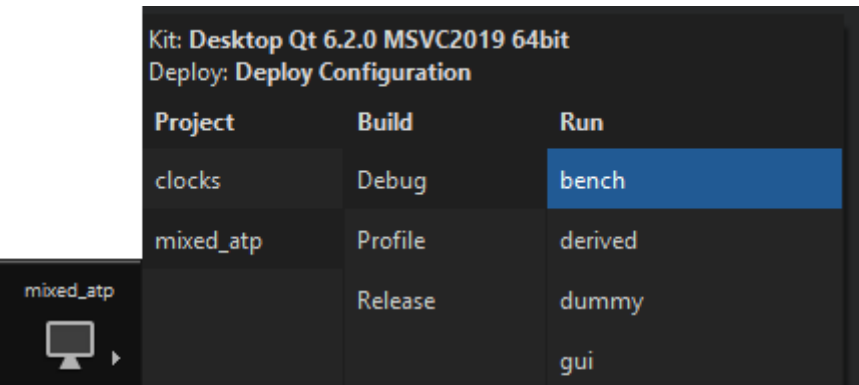 Kit: Desktop Qt 6.2.0 MSVC2019 64bit
Deploy: Deploy Configuration
Project Build Run
clocks Debug bench
mixed_atp Profile derived
Release dummy
gui
mixed_atp